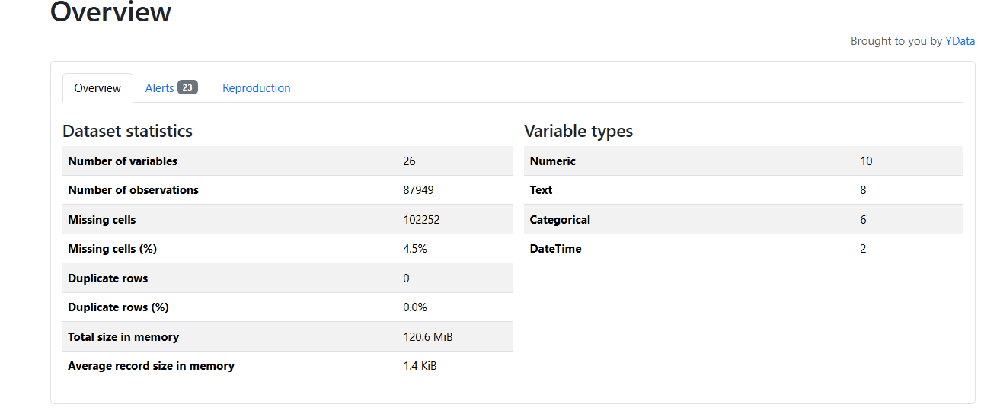 Overview
Brought to you by YData
Overview
Alerts 23
Reproduction
Dataset statistics
Number of variables 26
Number of observations 87949
Missing cells 102252
Missing cells (%) 4.5%
Duplicate rows 0
Duplicate rows (%) 0.0%
Total size in memory 120.6 MiB
Average record size in memory 1.4 KiB
Variable types
Numeric 10
Text 8
Categorical 6
DateTime 2